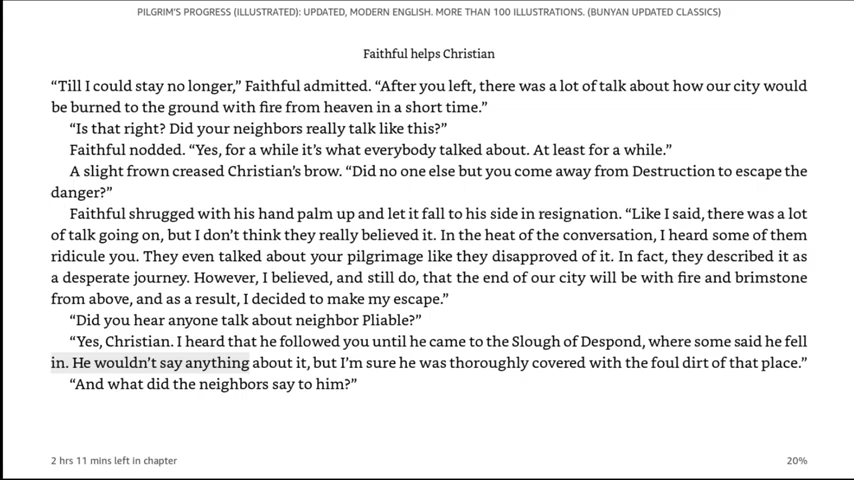 PILGRIM'S PROGRESS (ILLUSTRATED): UPDATED, MODERN ENGLISH. MORE THAN 100 ILLUSTRATIONS. (BUNYAN UPDATED CLASSICS)
Faithful helps Christian
“Till I could stay no longer,” Faithful admitted. “After you left, there was a lot of talk about how our city would
be burned to the ground with fire from heaven in a short time.”
“Is that right? Did your neighbors really talk like this?”
Faithful nodded. “Yes, for a while it’s what everybody talked about. At least for a while.”
A slight frown creased Christian’s brow. “Did no one else but you come away from Destruction to escape the
danger?”
Faithful shrugged with his hand palm up and let it fall to his side in resignation. “Like I said, there was a lot
of talk going on, but I don’t think they really believed it. In the heat of the conversation, I heard some of them
ridicule you. They even talked about your pilgrimage like they disapproved of it. In fact, they described it as
a desperate journey. However, I believed, and still do, that the end of our city will be with fire and brimstone
from above, and as a result, I decided to make my escape.”
“Did you hear anyone talk about neighbor Pliable?”
“Yes, Christian. I heard that he followed you until he came to the Slough of Despond, where some said he fell
in. He wouldn’t say anything about it, but I’m sure he was thoroughly covered with the foul dirt of that place.”
“And what did the neighbors say to him?”
2 hrs 11 mins left in chapter
20%